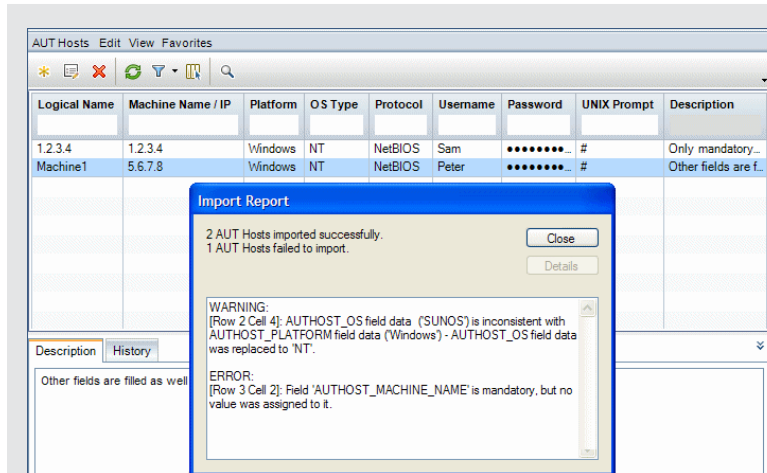 AUT Hosts Edit View Favorites
Logical Name Machine Name / IP Platform OS Type Protocol Username Password UNIX Prompt Description
1.2.3.4 1.2.3.4 Windows NT NetBIOS Sam ●●●●●●●●... # Only mandatory...
Machine1 5.6.7.8 Windows NT NetBIOS Peter ●●●●●●●●... # Other fields are f...
Import Report
2 AUT Hosts imported successfully.
1 AUT Hosts failed to import.
Close
Details
WARNING:
[Row 2 Cell 4]: AUTHOST_OS field data ('SUNOS') is inconsistent with
AUTHOST_PLATFORM field data ('Windows') - AUTHOST_OS field data
was replaced to 'NT'.
ERROR:
[Row 3 Cell 2]: Field 'AUTHOST_MACHINE_NAME' is mandatory, but no
value was assigned to it.
Description History
Other fields are filled as well